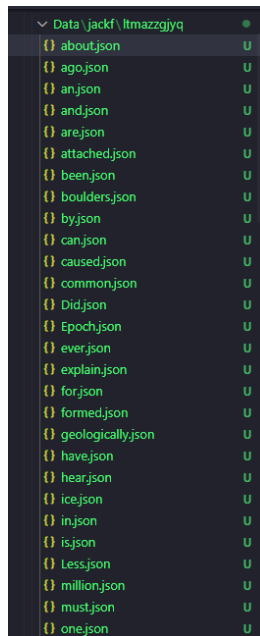 Data\jackf\ltmazzgjyq
{} about.json U
{} ago.json U
{} an.json U
{} and.json U
{} are.json U
{} attached.json U
{} been.json U
{} boulders.json U
{} by.json U
{} can.json U
{} caused.json U
{} common.json U
{} Did.json U
{} Epoch.json U
{} ever.json U
{} explain.json U
{} for.json U
{} formed.json U
{} geologically.json U
{} have.json U
{} hear.json U
{} ice.json U
{} in.json U
{} is.json U
{} Less.json U
{} million.json U
{} must.json U
{} one.json U